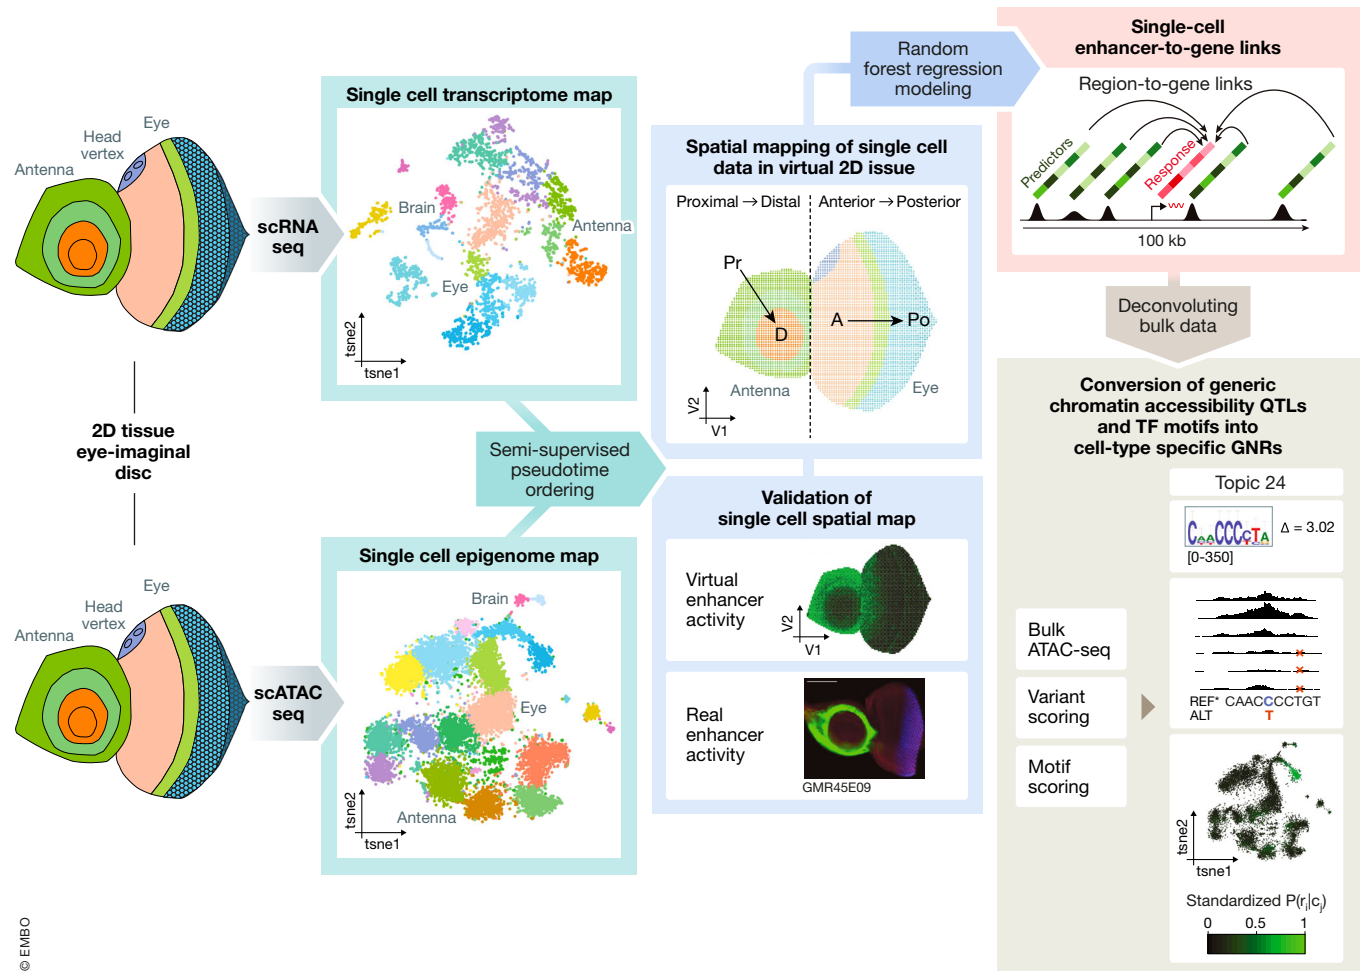 Eye
Head
vertex
Antenna
scRNA
seq
2D tissue
eye-imaginal
disc
Eye
Head
vertex
Antenna
scATAC
seq
© EMBO
Single cell transcriptome map
Brain
Antenna
Eye
tsne2
tsne1
Semi-supervised
pseudotime
ordering
Single cell epigenome map
Brain
Eye
Antenna
tsne2
tsne1
Spatial mapping of single cell
data in virtual 2D issue
Proximal → Distal
Anterior → Posterior
Pr
D
A
Po
Antenna
Eye
V2
V1
Validation of
single cell spatial map
Virtual
enhancer
activity
V2
V1
Real
enhancer
activity
GMR45E09
Random
forest regression
modeling
Single-cell
enhancer-to-gene links
Region-to-gene links
Predictors
Response
100 kb
Deconvoluting
bulk data
Conversion of generic
chromatin accessibility QTLs
and TF motifs into
cell-type specific GNRs
Topic 24
CAACCCCTA
Δ = 3.02
[0-350]
Bulk
ATAC-seq
Variant
scoring
Motif
scoring
REF* CAACCCCTGT
ALT T
tsne2
tsne1
Standardized P(rᵢ|cⱼ)
0 0.5 1